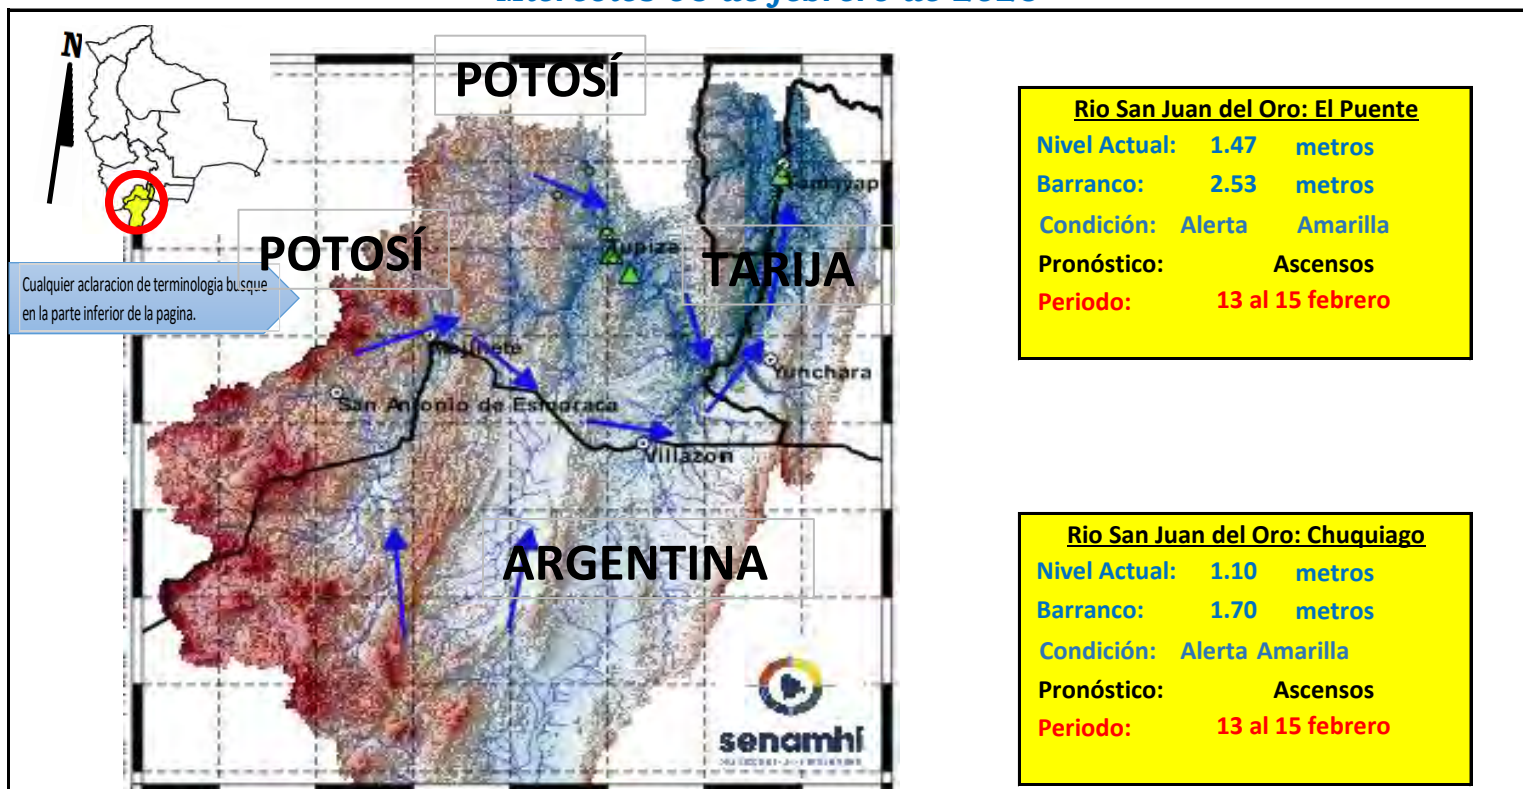 de febrero de
N
POTOSÍ
POTOSÍ
TARIJA
ARGENTINA
Cualquier aclaracion de terminologia busque
en la parte inferior de la pagina.
Tupiza
San Antonio de Esmoraca
Yunchara
Villazon
senamhi
Rio San Juan del Oro: El Puente
Nivel Actual: 1.47 metros
Barranco: 2.53 metros
Condición: Alerta Amarilla
Pronóstico: Ascensos
Periodo: 13 al 15 febrero
Rio San Juan del Oro: Chuquiago
Nivel Actual: 1.10 metros
Barranco: 1.70 metros
Condición: Alerta Amarilla
Pronóstico: Ascensos
Periodo: 13 al 15 febrero